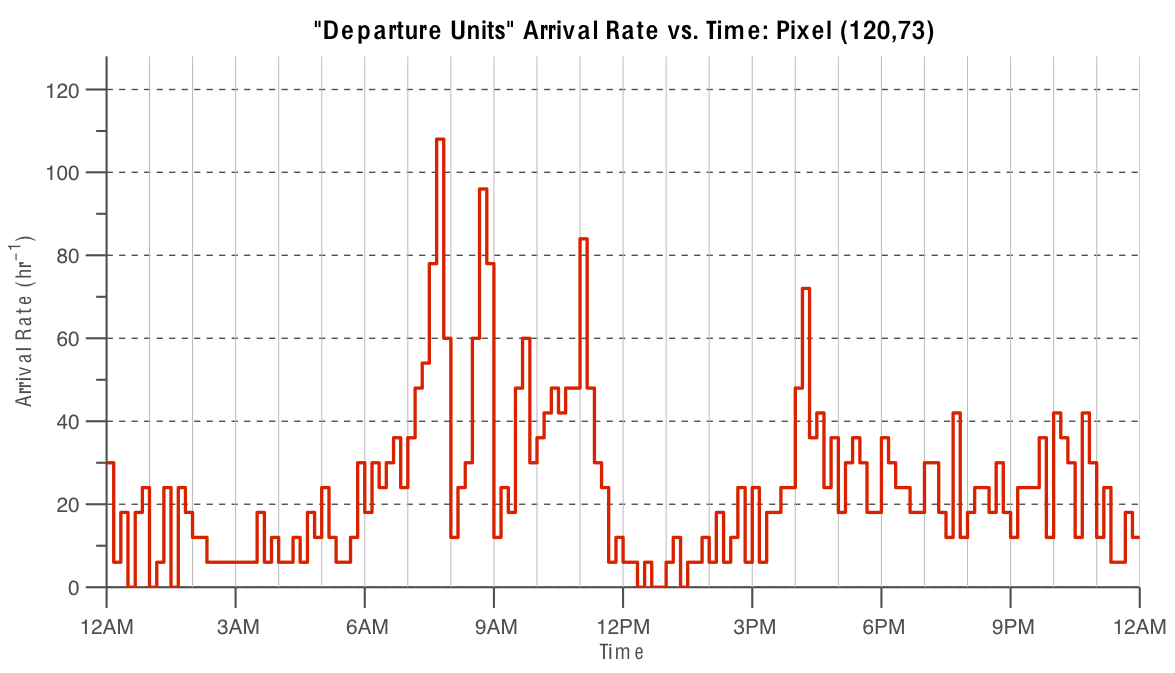 "Departure Units" Arrival Rate vs. Time: Pixel (120,73)
120
100
80
60
40
20
0
Arrival Rate (hr⁻¹)
12AM 3AM 6AM 9AM 12PM 3PM 6PM 9PM 12AM
Time